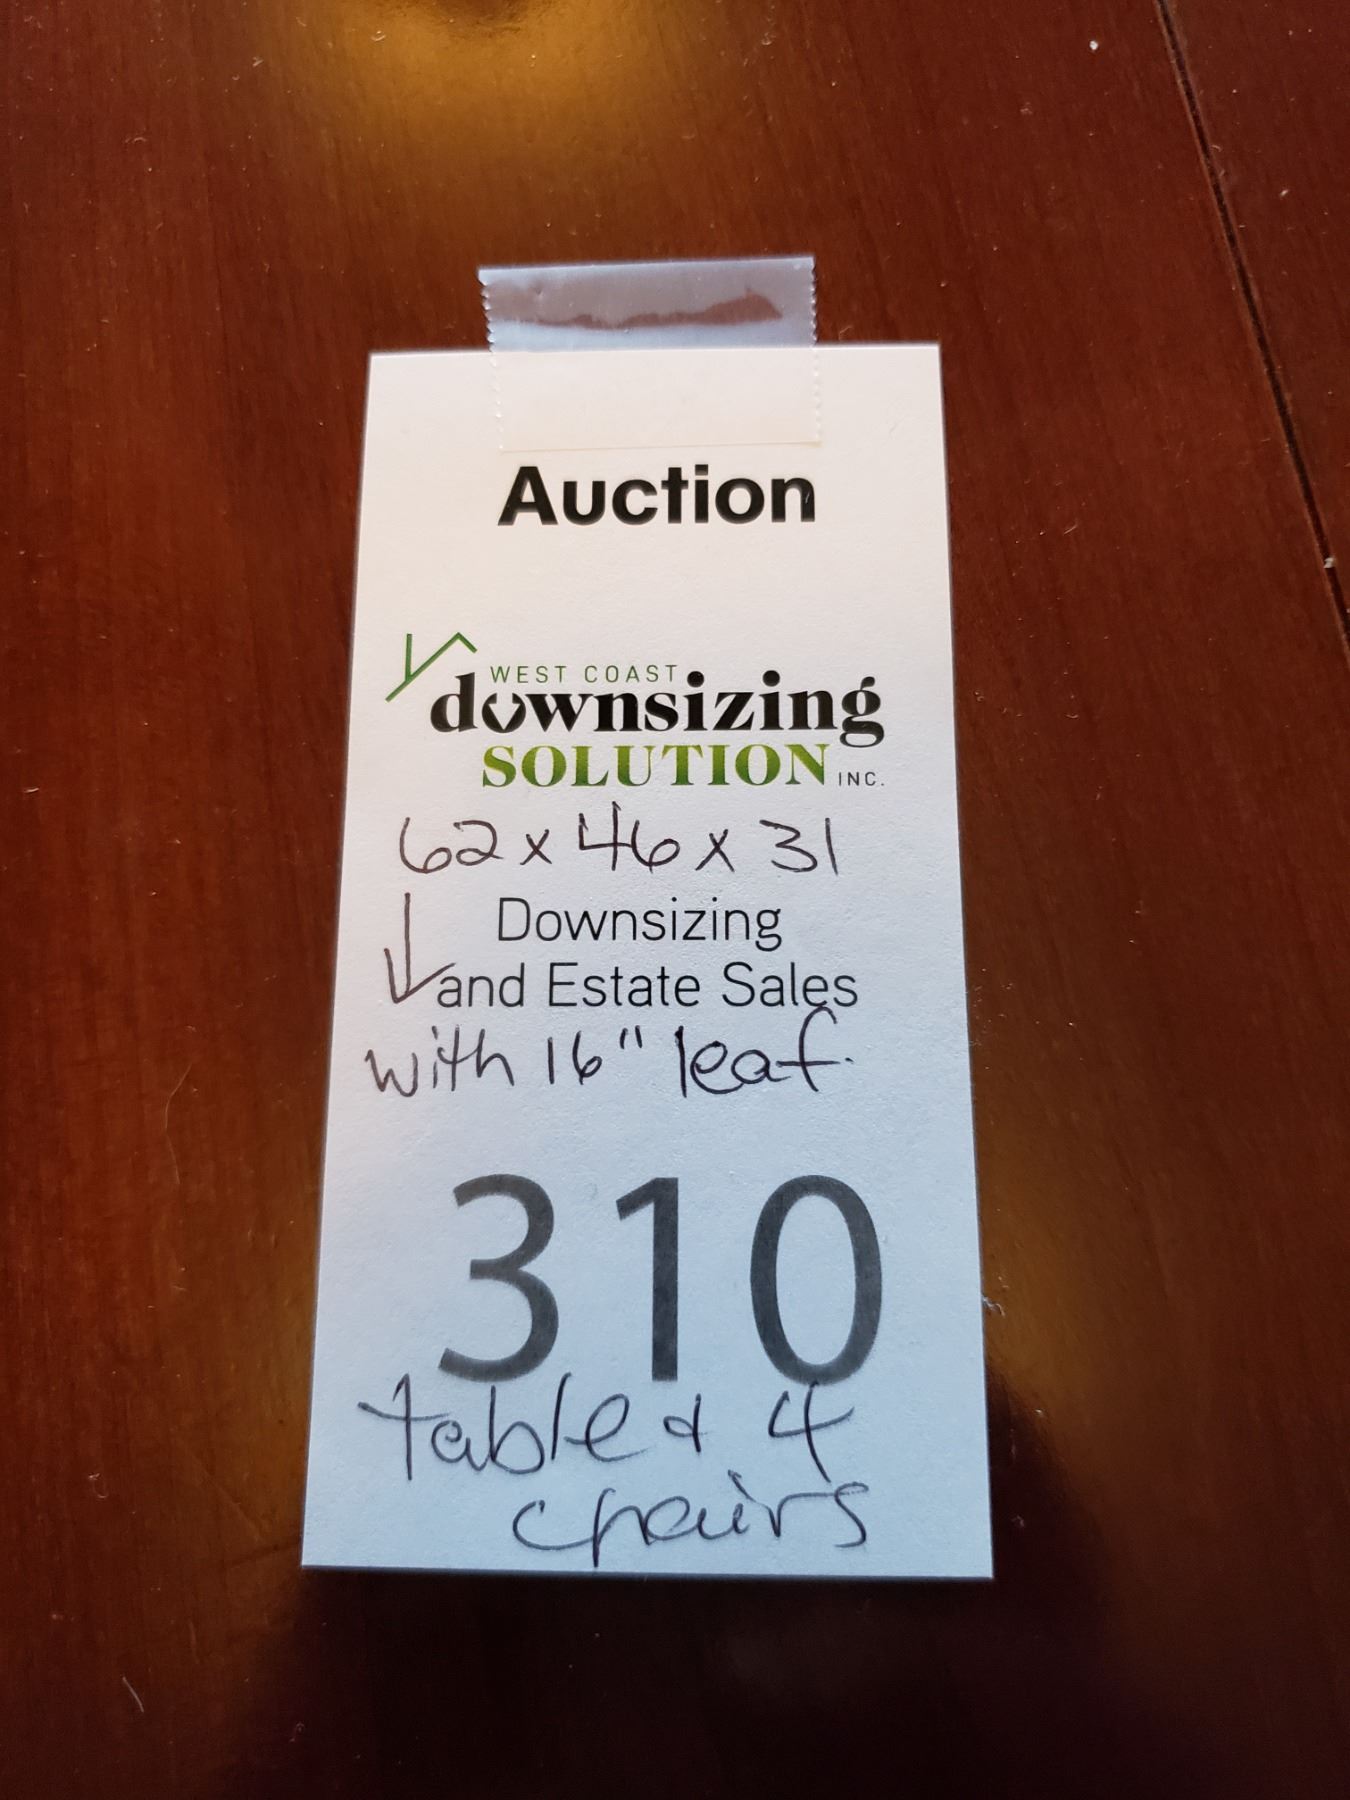 Auction
WEST COAST
downsizing
SOLUTION INC.
62 x 46 x 31
↓ Downsizing
and Estate Sales
with 16" leaf.
310
table & 4
chairs